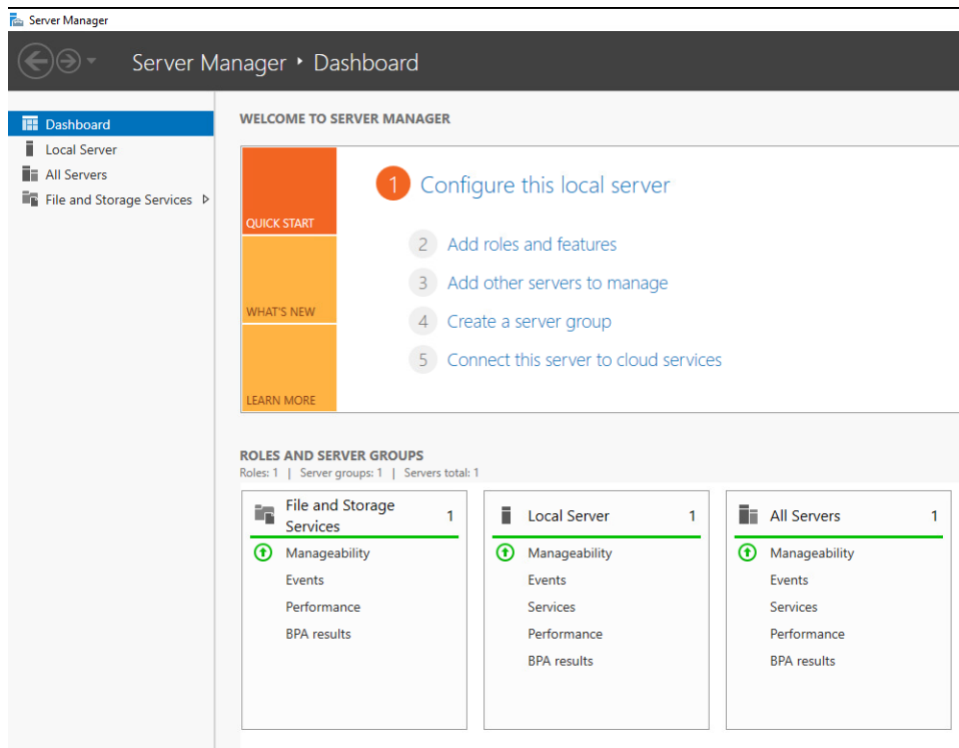 Server Manager
Server Manager • Dashboard
Dashboard
Local Server
All Servers
File and Storage Services
WELCOME TO SERVER MANAGER
QUICK START
WHAT'S NEW
LEARN MORE
1 Configure this local server
2 Add roles and features
3 Add other servers to manage
4 Create a server group
5 Connect this server to cloud services
ROLES AND SERVER GROUPS
Roles: 1 | Server groups: 1 | Servers total: 1
File and Storage
Services 1
Manageability
Events
Performance
BPA results
Local Server 1
Manageability
Events
Services
Performance
BPA results
All Servers 1
Manageability
Events
Services
Performance
BPA results